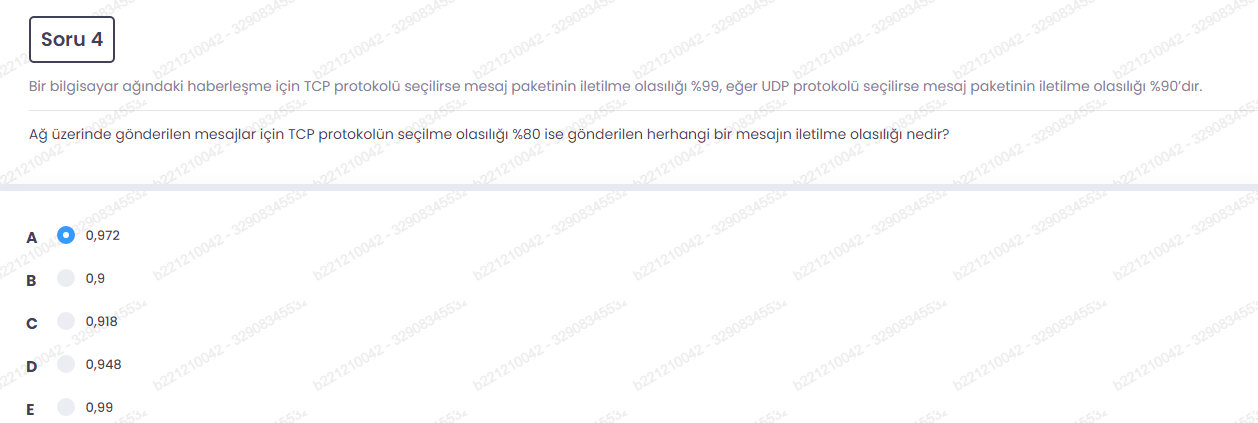 Soru 4
Bir bilgisayar ağındaki haberleşme için TCP protokolü seçilirse mesaj paketinin iletilme olasılığı %99, eğer UDP protokolü seçilirse mesaj paketinin iletilme olasılığı %90’dır.
Ağ üzerinde gönderilen mesajlar için TCP protokolün seçilme olasılığı %80 ise gönderilen herhangi bir mesajın iletilme olasılığı nedir?
A 0,972
B 0,9
C 0,918
D 0,948
E 0,99